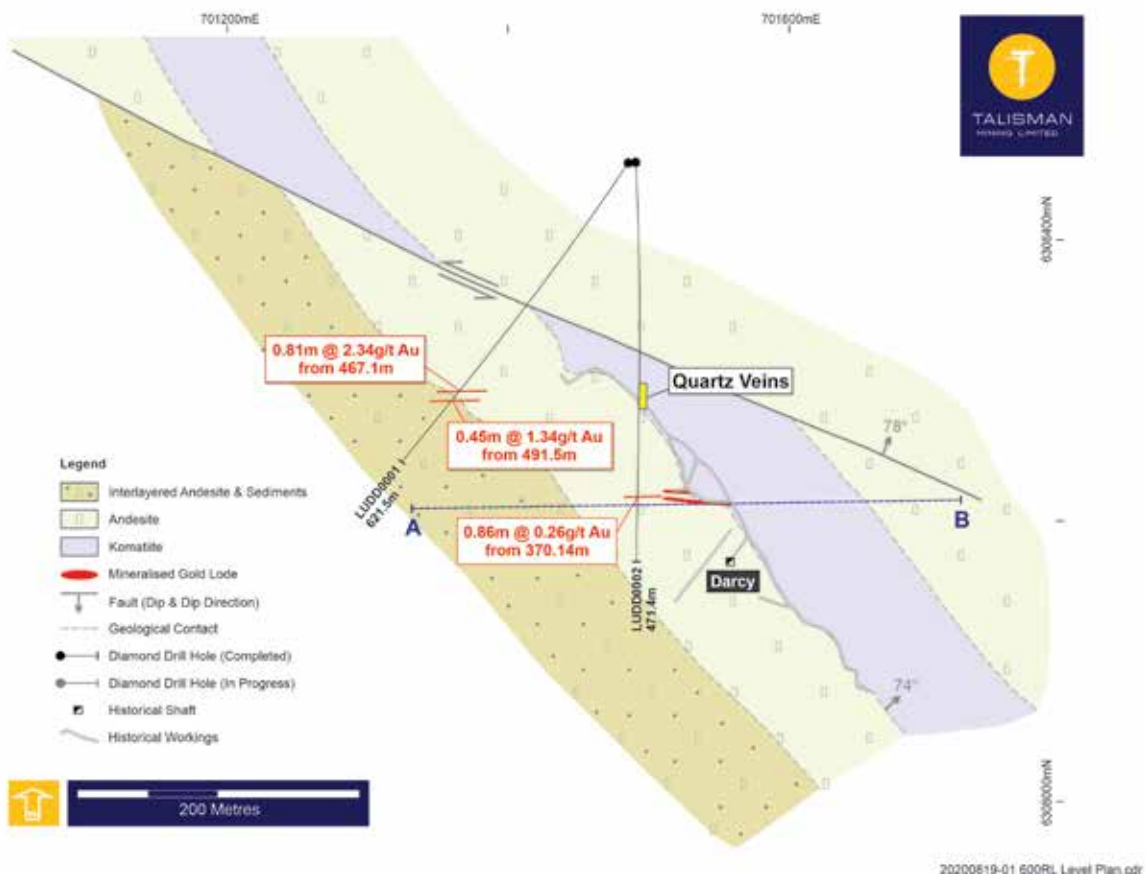 701200mE
701600mE
TALISMAN
MINING LIMITED
6308400mN
0.81m @ 2.34g/t Au
from 467.1m
Quartz Veins
0.45m @ 1.34g/t Au
from 491.5m
78°
LUDD0001
621.5m
A
B
0.86m @ 0.26g/t Au
from 370.14m
LUDD0002
471.4m
Darcy
74°
Legend
Interlayered Andesite & Sediments
Andesite
Komatiite
Mineralised Gold Lode
Fault (Dip & Dip Direction)
Geological Contact
Diamond Drill Hole (Completed)
Diamond Drill Hole (In Progress)
Historical Shaft
Historical Workings
200 Metres
6308000mN
20200819-01 600RL Level Plan.pdf